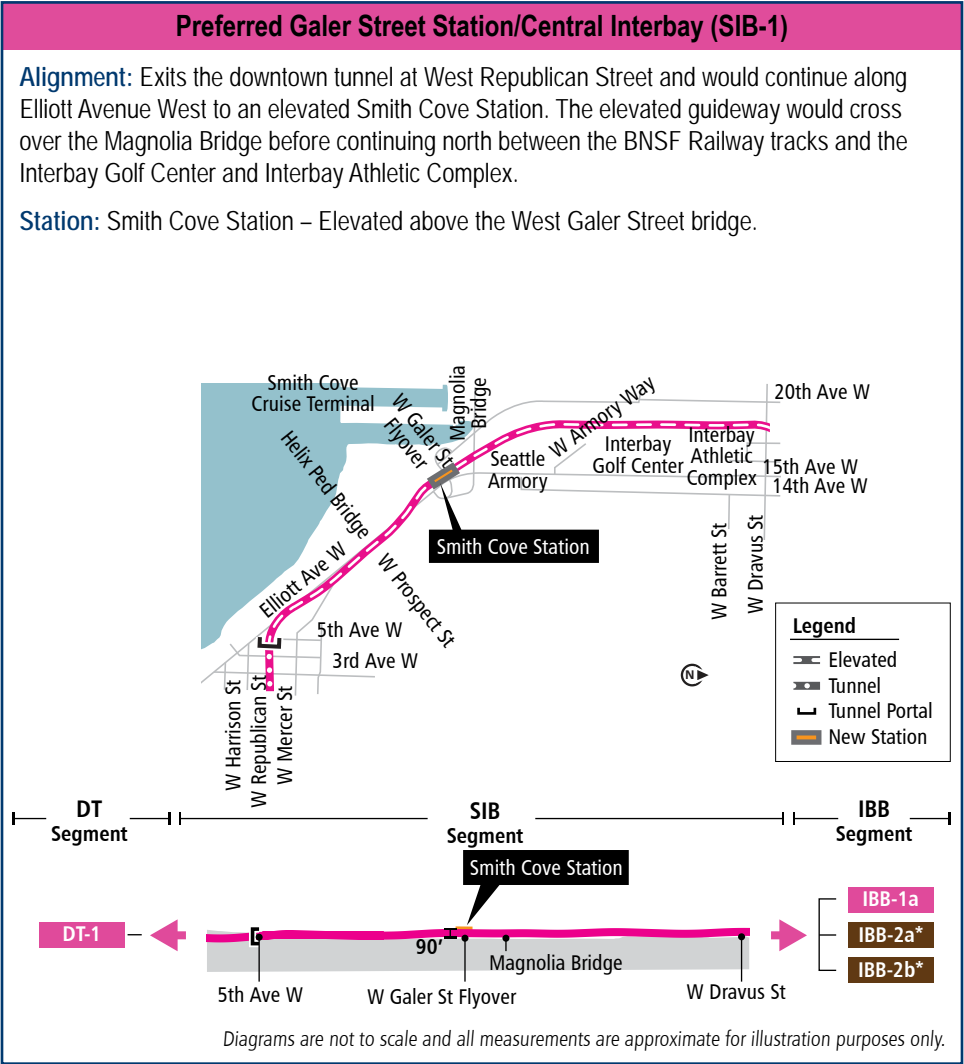 Preferred Galer Street Station/Central Interbay (SIB-1)
Alignment: Exits the downtown tunnel at West Republican Street and would continue along
Elliott Avenue West to an elevated Smith Cove Station. The elevated guideway would cross
over the Magnolia Bridge before continuing north between the BNSF Railway tracks and the
Interbay Golf Center and Interbay Athletic Complex.
Station: Smith Cove Station – Elevated above the West Galer Street bridge.
Smith Cove
Cruise Terminal
W Galer St
Flyover
Magnolia
Bridge
20th Ave W
W Armory Way
Helix Ped Bridge
Seattle
Armory
Interbay
Golf Center
Interbay
Athletic
Complex
15th Ave W
14th Ave W
Smith Cove Station
Elliott Ave W
W Prospect St
W Barrett St
W Dravus St
5th Ave W
3rd Ave W
W Harrison St
W Republican St
W Mercer St
N
Legend
Elevated
Tunnel
Tunnel Portal
New Station
DT
Segment
SIB
Segment
IBB
Segment
Smith Cove Station
DT-1
90’
IBB-1a
IBB-2a*
IBB-2b*
5th Ave W
W Galer St Flyover
Magnolia Bridge
W Dravus St
Diagrams are not to scale and all measurements are approximate for illustration purposes only.